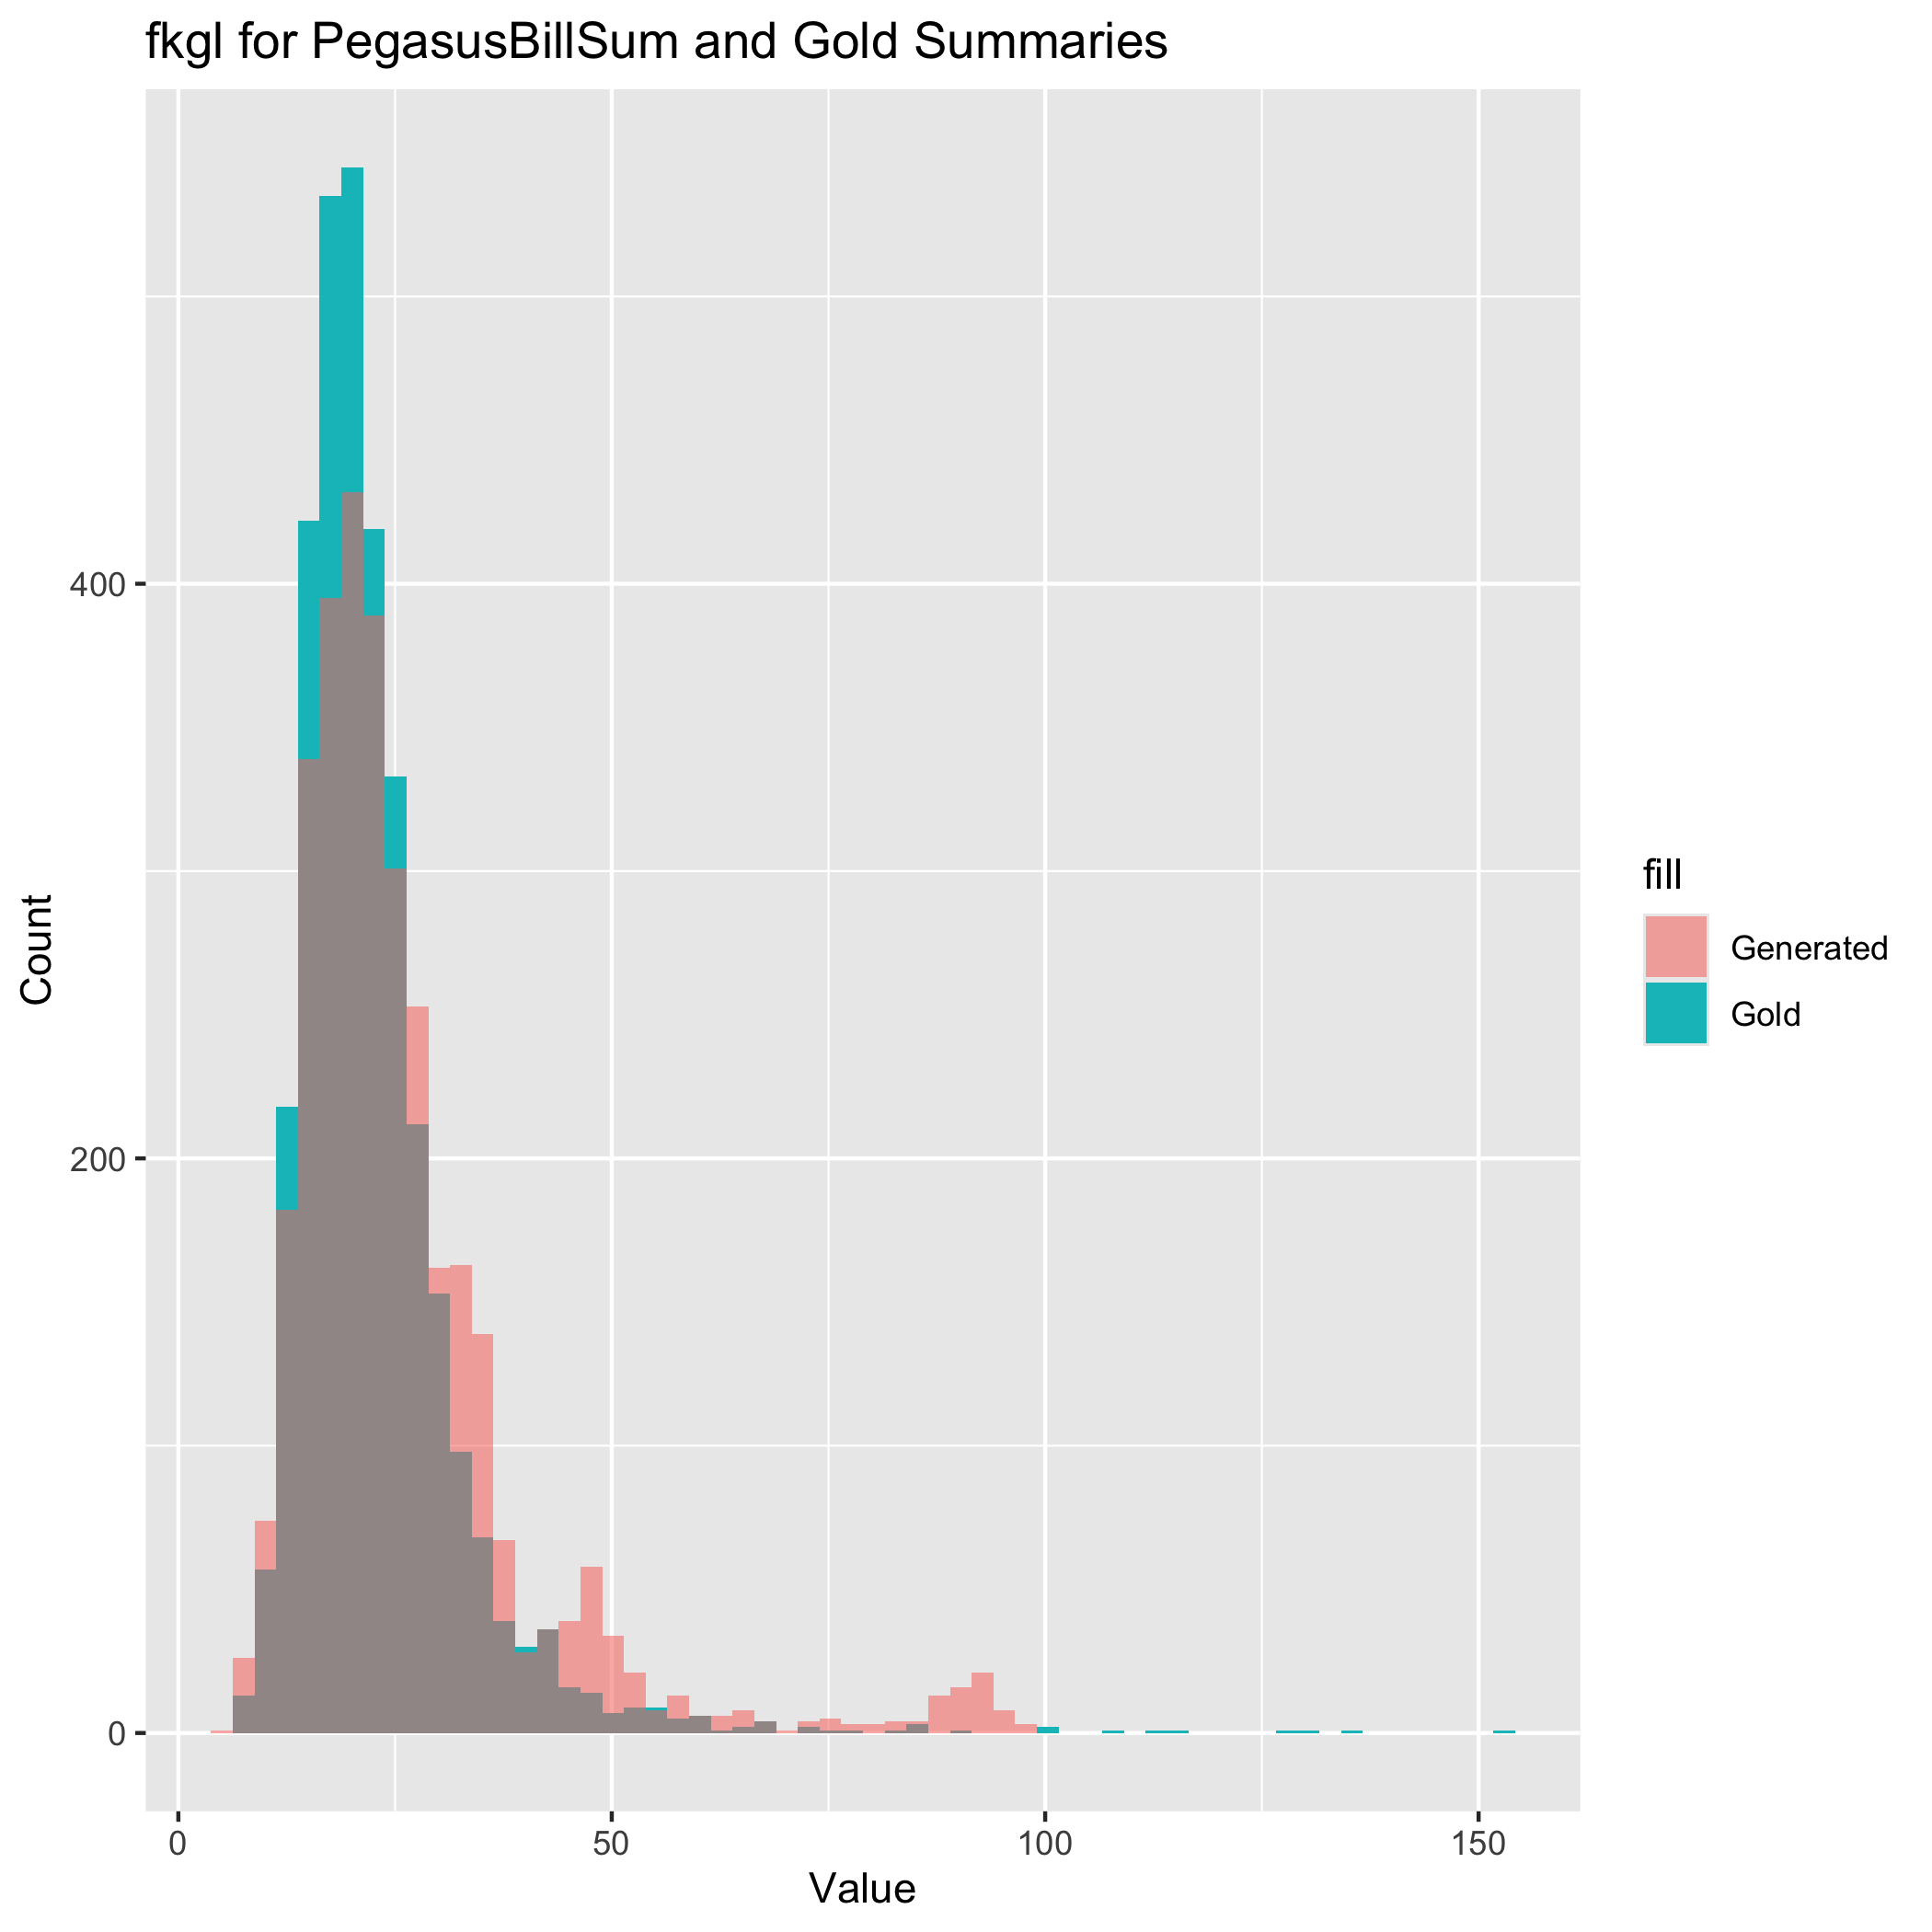 fkgl for PegasusBillSum and Gold Summaries
Count
400
200
0
0
50
100
150
Value
fill
Generated
Gold